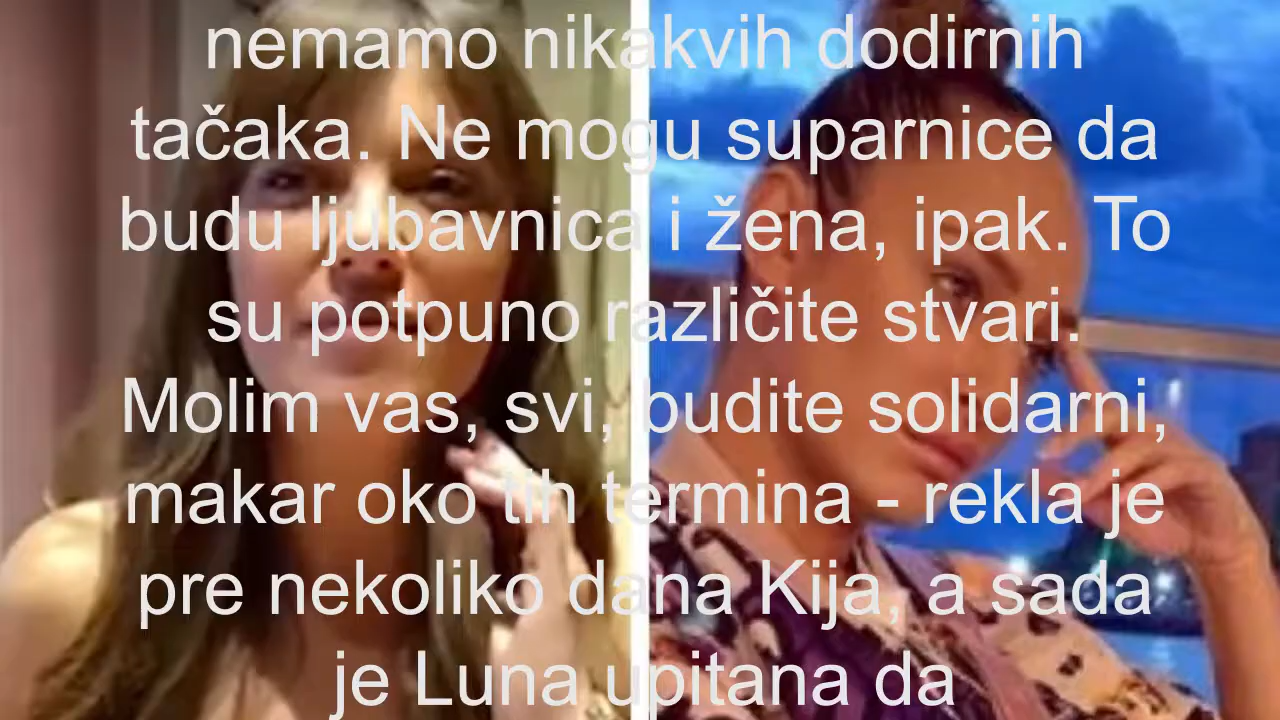 nemamo nikakvih dodirnih
tačaka. Ne mogu suparnice da
budu ljubavnica i žena, ipak. To
su potpuno različite stvari.
Molim vas, svi, budite solidarni,
makar oko tih termina - rekla je
pre nekoliko dana Kija, a sada
je Luna upitana da